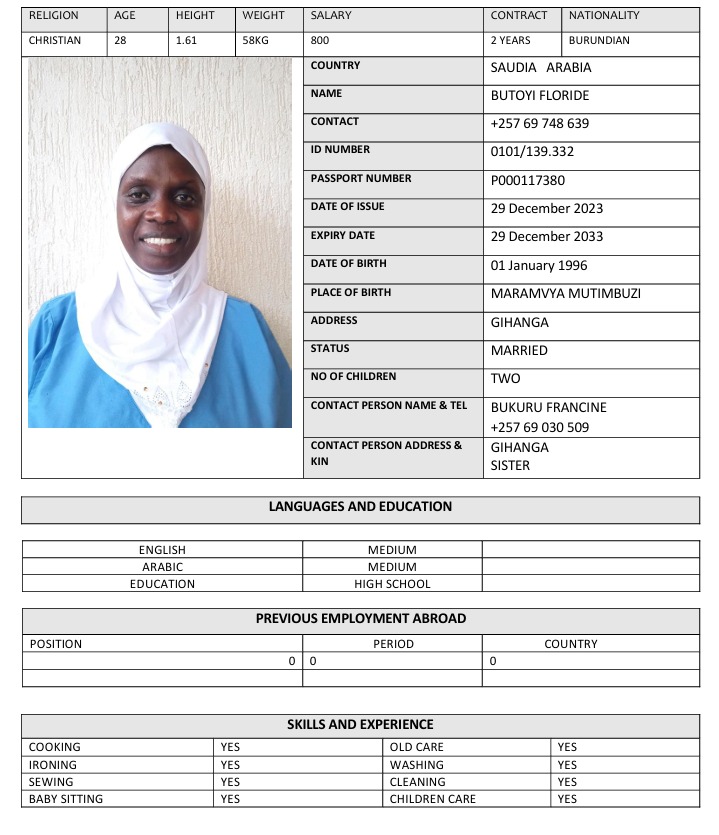 RELIGION AGE HEIGHT WEIGHT SALARY CONTRACT NATIONALITY
CHRISTIAN 28 1.61 58KG 800 2 YEARS BURUNDIAN
COUNTRY SAUDIA ARABIA
NAME BUTOYI FLORIDE
CONTACT +257 69 748 639
ID NUMBER 0101/139.332
PASSPORT NUMBER P000117380
DATE OF ISSUE 29 December 2023
EXPIRY DATE 29 December 2033
DATE OF BIRTH 01 January 1996
PLACE OF BIRTH MARAMVYA MUTIMBUZI
ADDRESS GIHANGA
STATUS MARRIED
NO OF CHILDREN TWO
CONTACT PERSON NAME & TEL BUKURU FRANCINE
+257 69 030 509
CONTACT PERSON ADDRESS & GIHANGA
KIN SISTER
LANGUAGES AND EDUCATION
ENGLISH MEDIUM
ARABIC MEDIUM
EDUCATION HIGH SCHOOL
PREVIOUS EMPLOYMENT ABROAD
POSITION PERIOD COUNTRY
0 0 0
SKILLS AND EXPERIENCE
COOKING YES OLD CARE YES
IRONING YES WASHING YES
SEWING YES CLEANING YES
BABY SITTING YES CHILDREN CARE YES